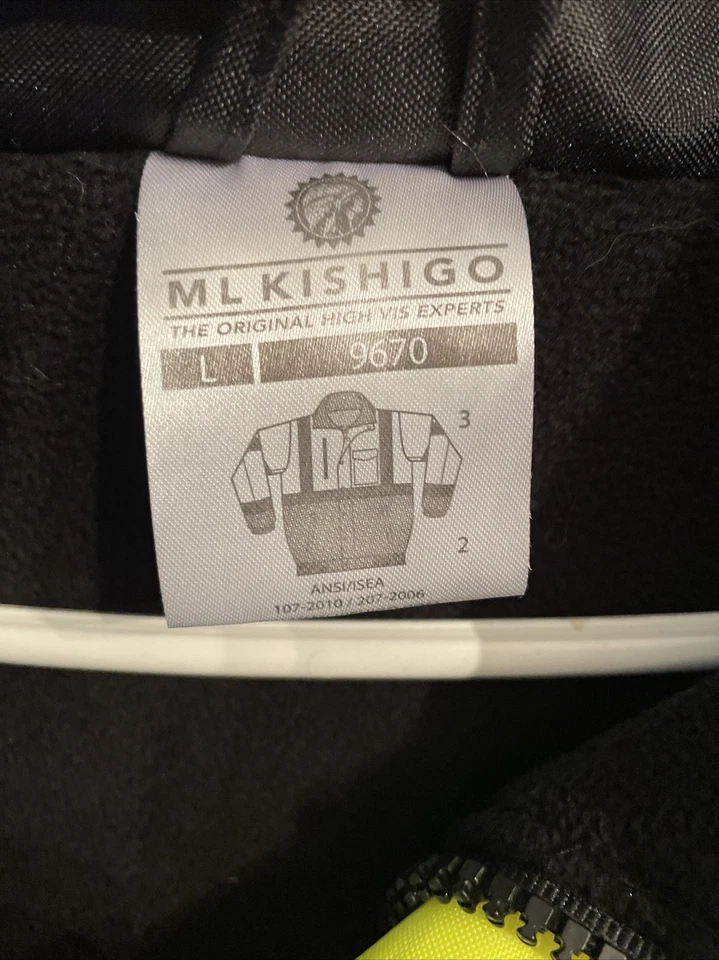 ML KISHIGO
THE ORIGINAL HIGH VIS EXPERTS
L 9670
3
2
ANSI/ISEA
107-2010 / 207-2006